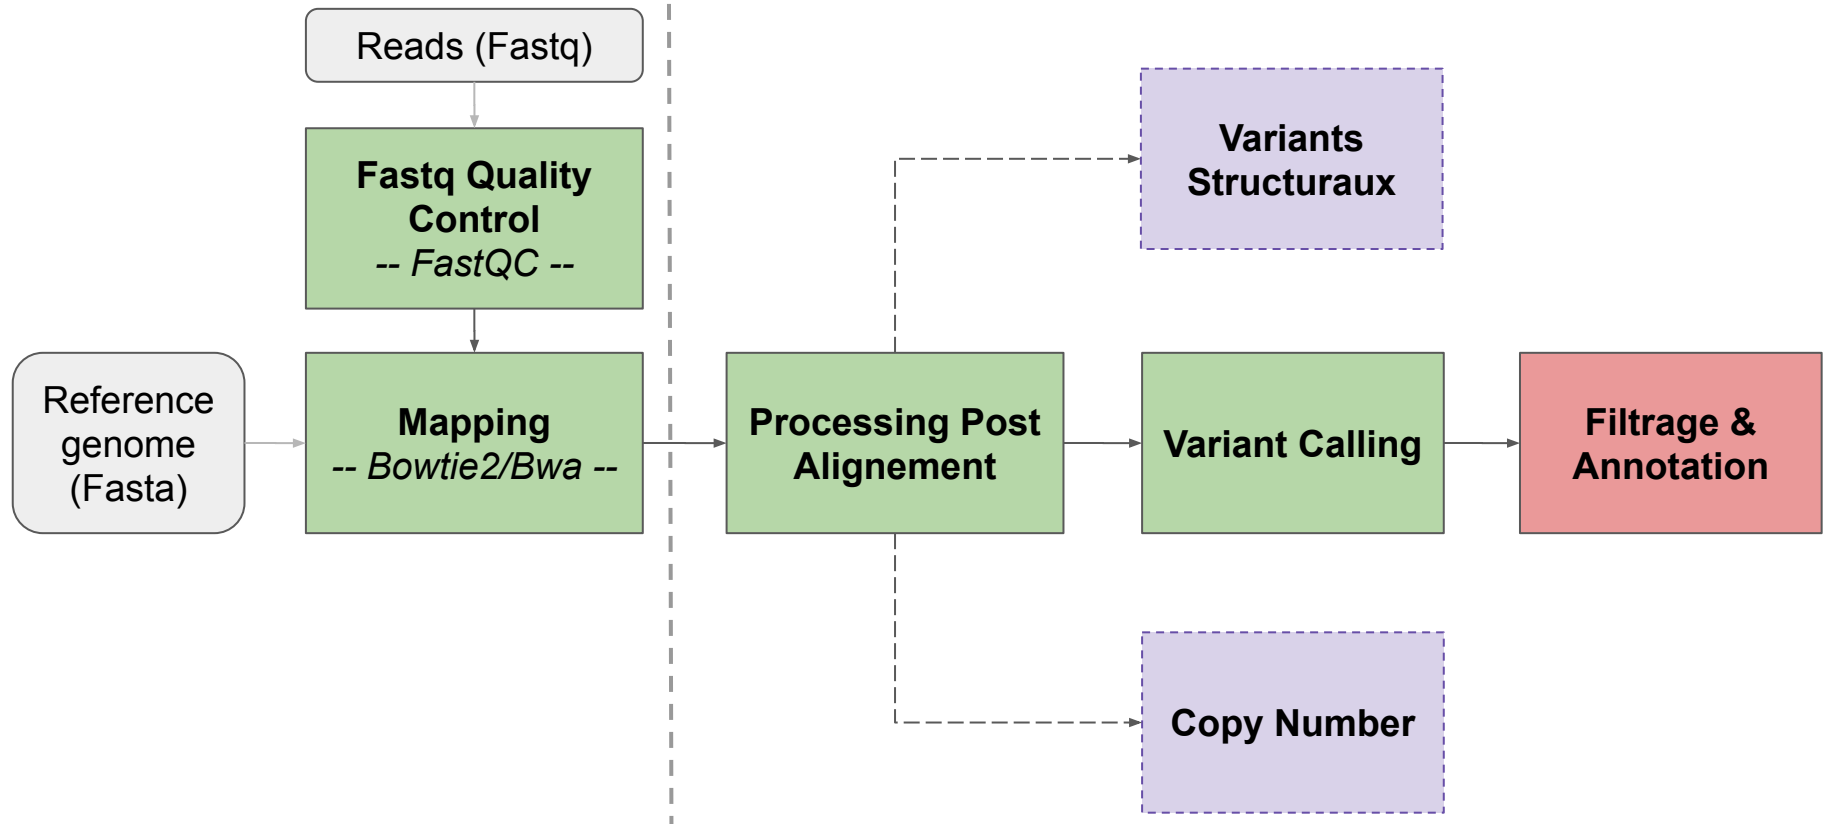 Reads (Fastq)
Fastq Quality
Control
-- FastQC --
Reference
genome
(Fasta)
Mapping
-- Bowtie2/Bwa --
Processing Post
Alignement
Variants
Structuraux
Variant Calling
Copy Number
Filtrage &
Annotation